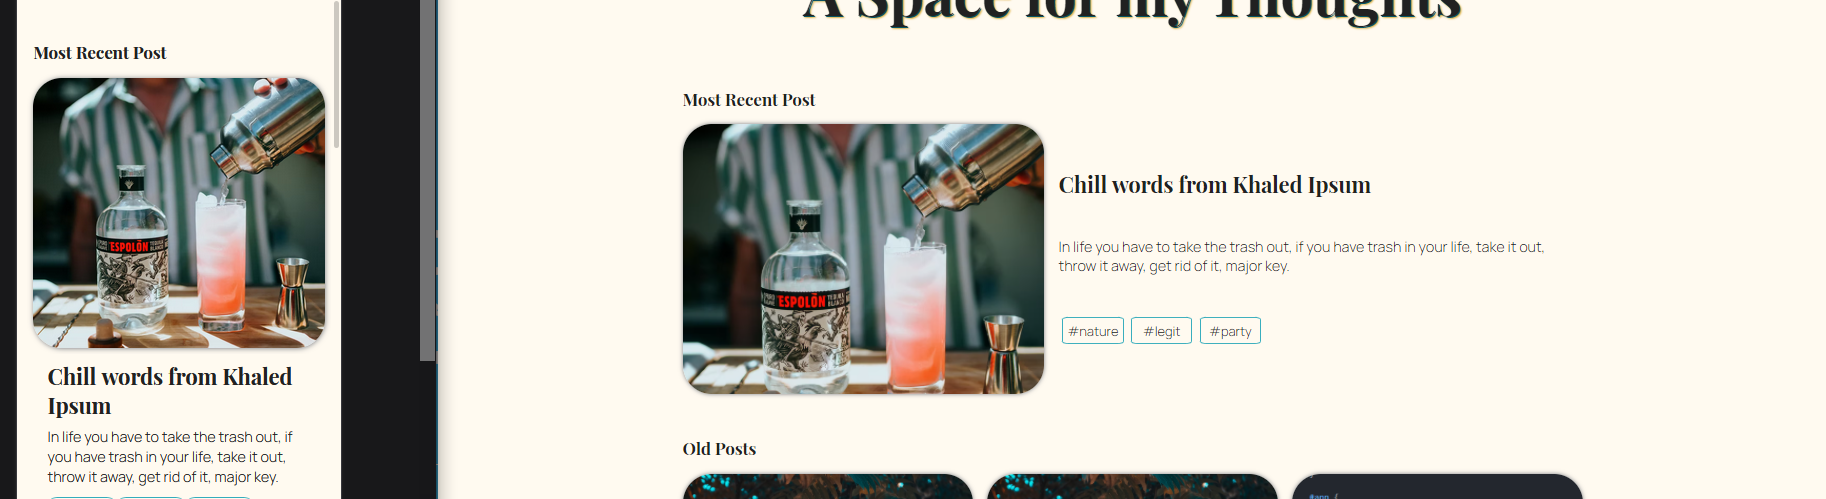 Most Recent Post
ESPOLÒN
Chill words from Khaled
Ipsum
In life you have to take the trash out, if
you have trash in your life, take it out,
throw it away, get rid of it, major key.
A Space for my Thoughts
Most Recent Post
ESPOLÒN
Chill words from Khaled Ipsum
In life you have to take the trash out, if you have trash in your life, take it out,
throw it away, get rid of it, major key.
#nature
#legit
#party
Old Posts
#app {